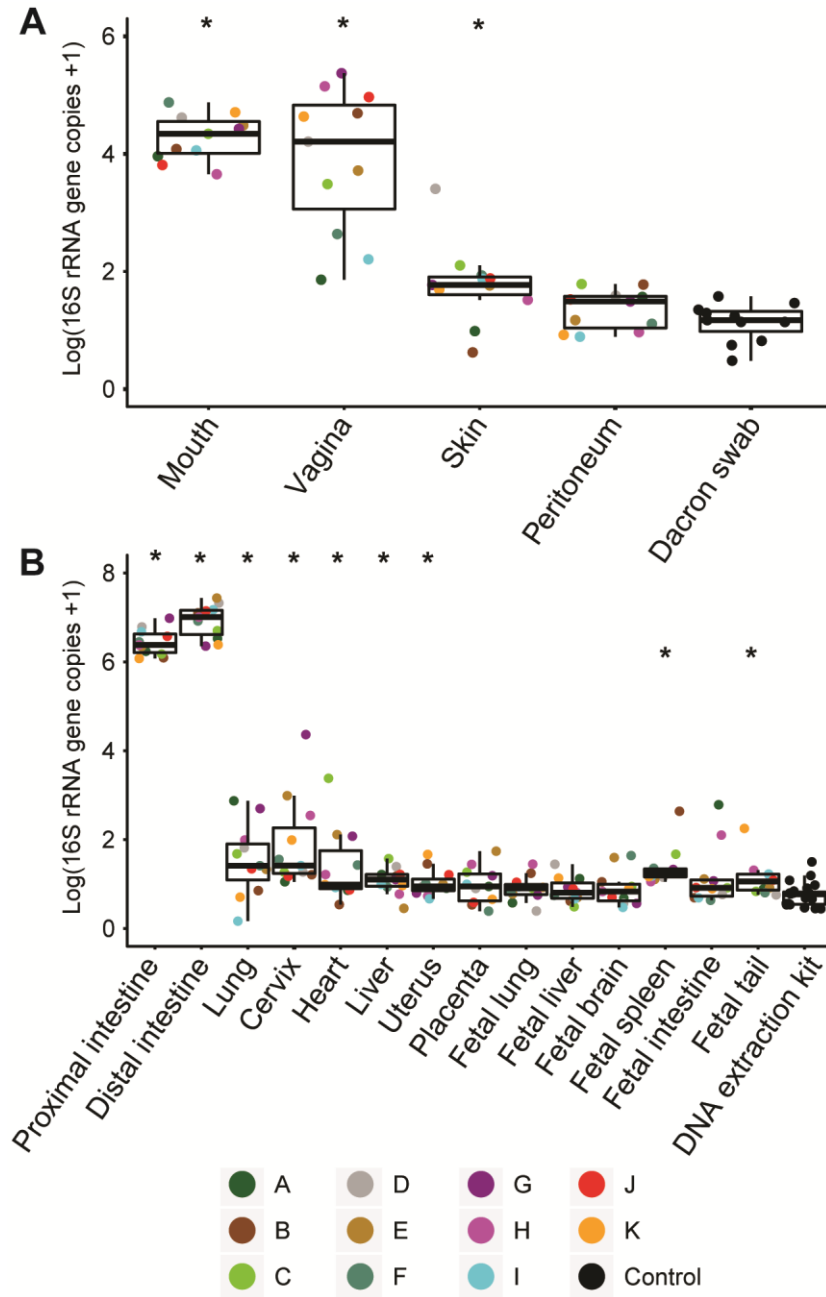 A
* * *
Log(16S rRNA gene copies +1)
6
4
2
0
Mouth
Vagina
Skin
Peritoneum
Dacron swab
B
* * * * * * *
* *
Log(16S rRNA gene copies +1)
8
6
4
2
0
Proximal intestine
Distal intestine
Lung
Cervix
Heart
Liver
Uterus
Placenta
Fetal lung
Fetal liver
Fetal brain
Fetal spleen
Fetal intestine
Fetal tail
DNA extraction kit
A D G J
B E H K
C F I Control